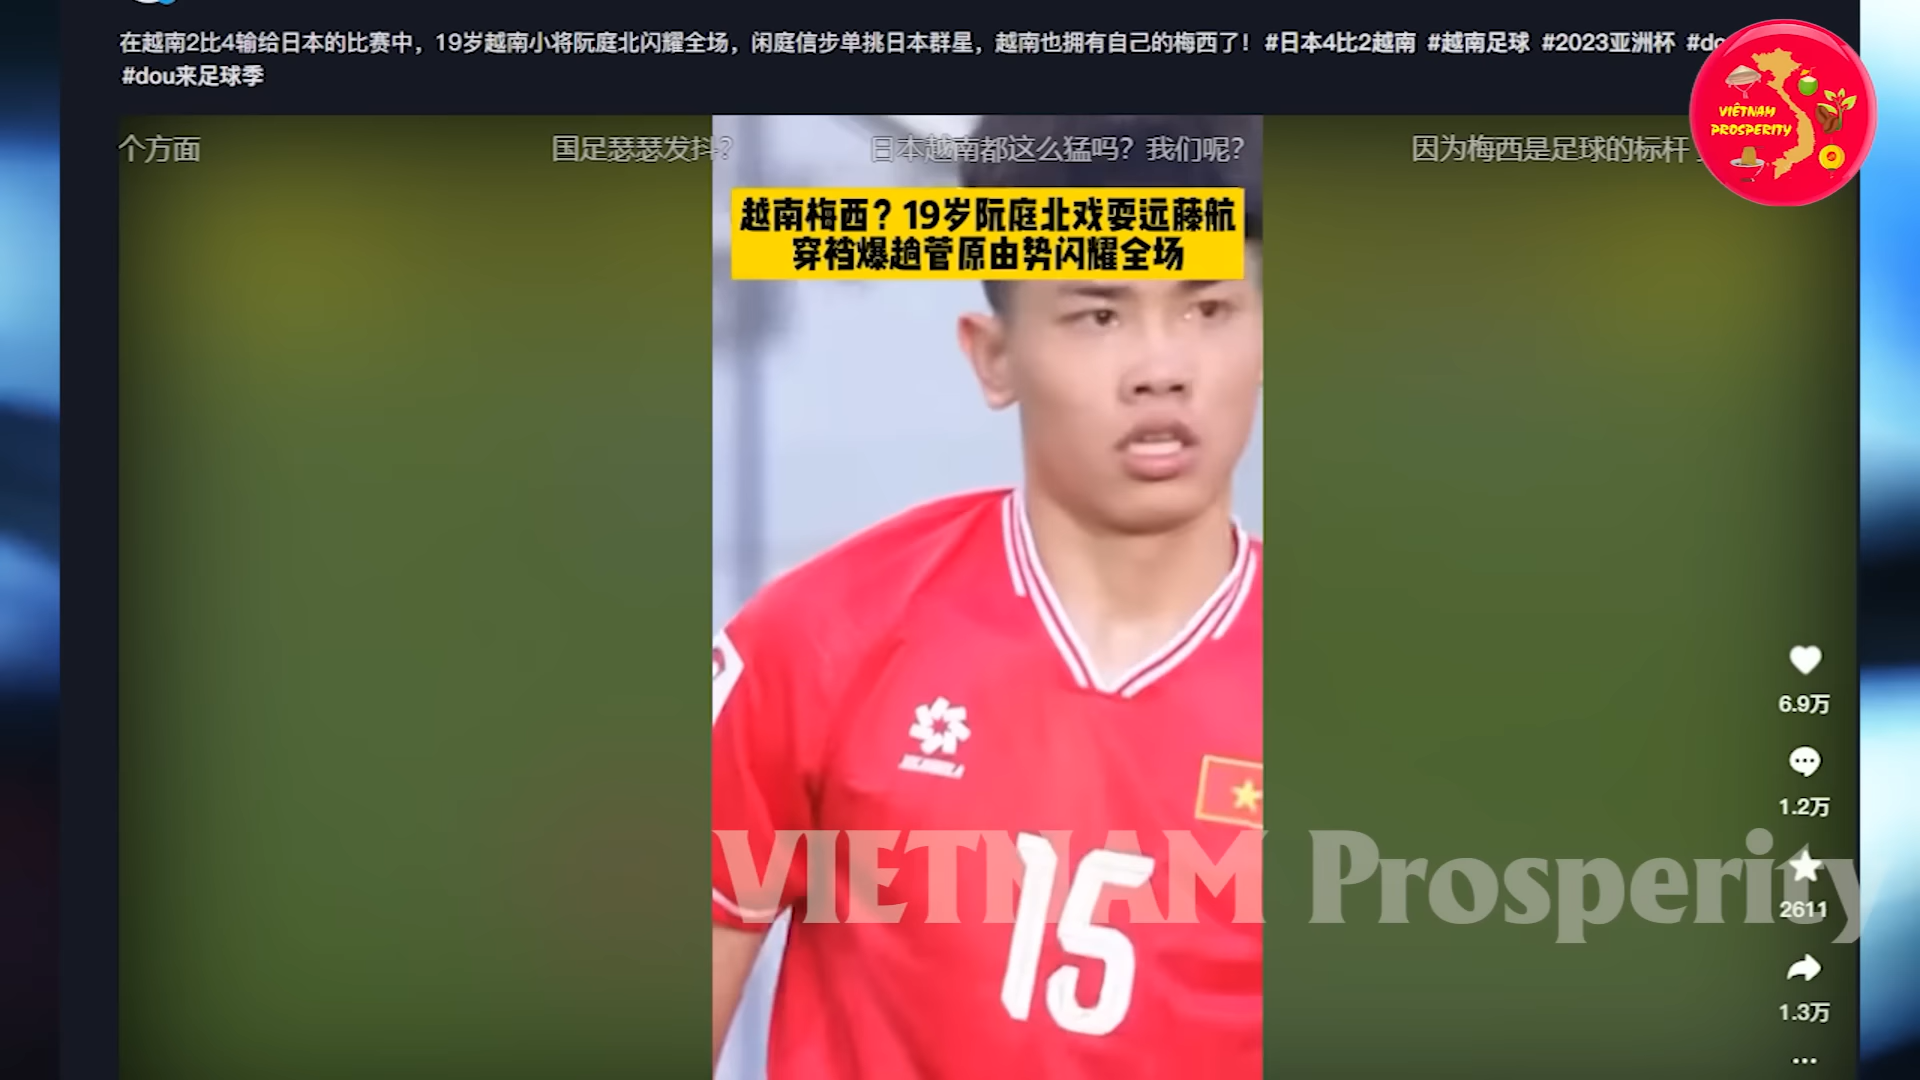 在越南2比4输给日本的比赛中，19岁越南小将阮庭北闪耀全场，闲庭信步单挑日本群星，越南也拥有自己的梅西了！#日本4比2越南 #越南足球 #2023亚洲杯
#dou来足球季
VIỆTNAM
PROSPERITY
个方面 国足瑟瑟发抖？ 日本越南都这么猛吗？我们呢？ 因为梅西是足球的标杆
越南梅西？19岁阮庭北戏耍远藤航
穿裆爆趟菅原由势闪耀全场
6.9万
1.2万
VIETNAM Prosperity
15
2611
1.3万